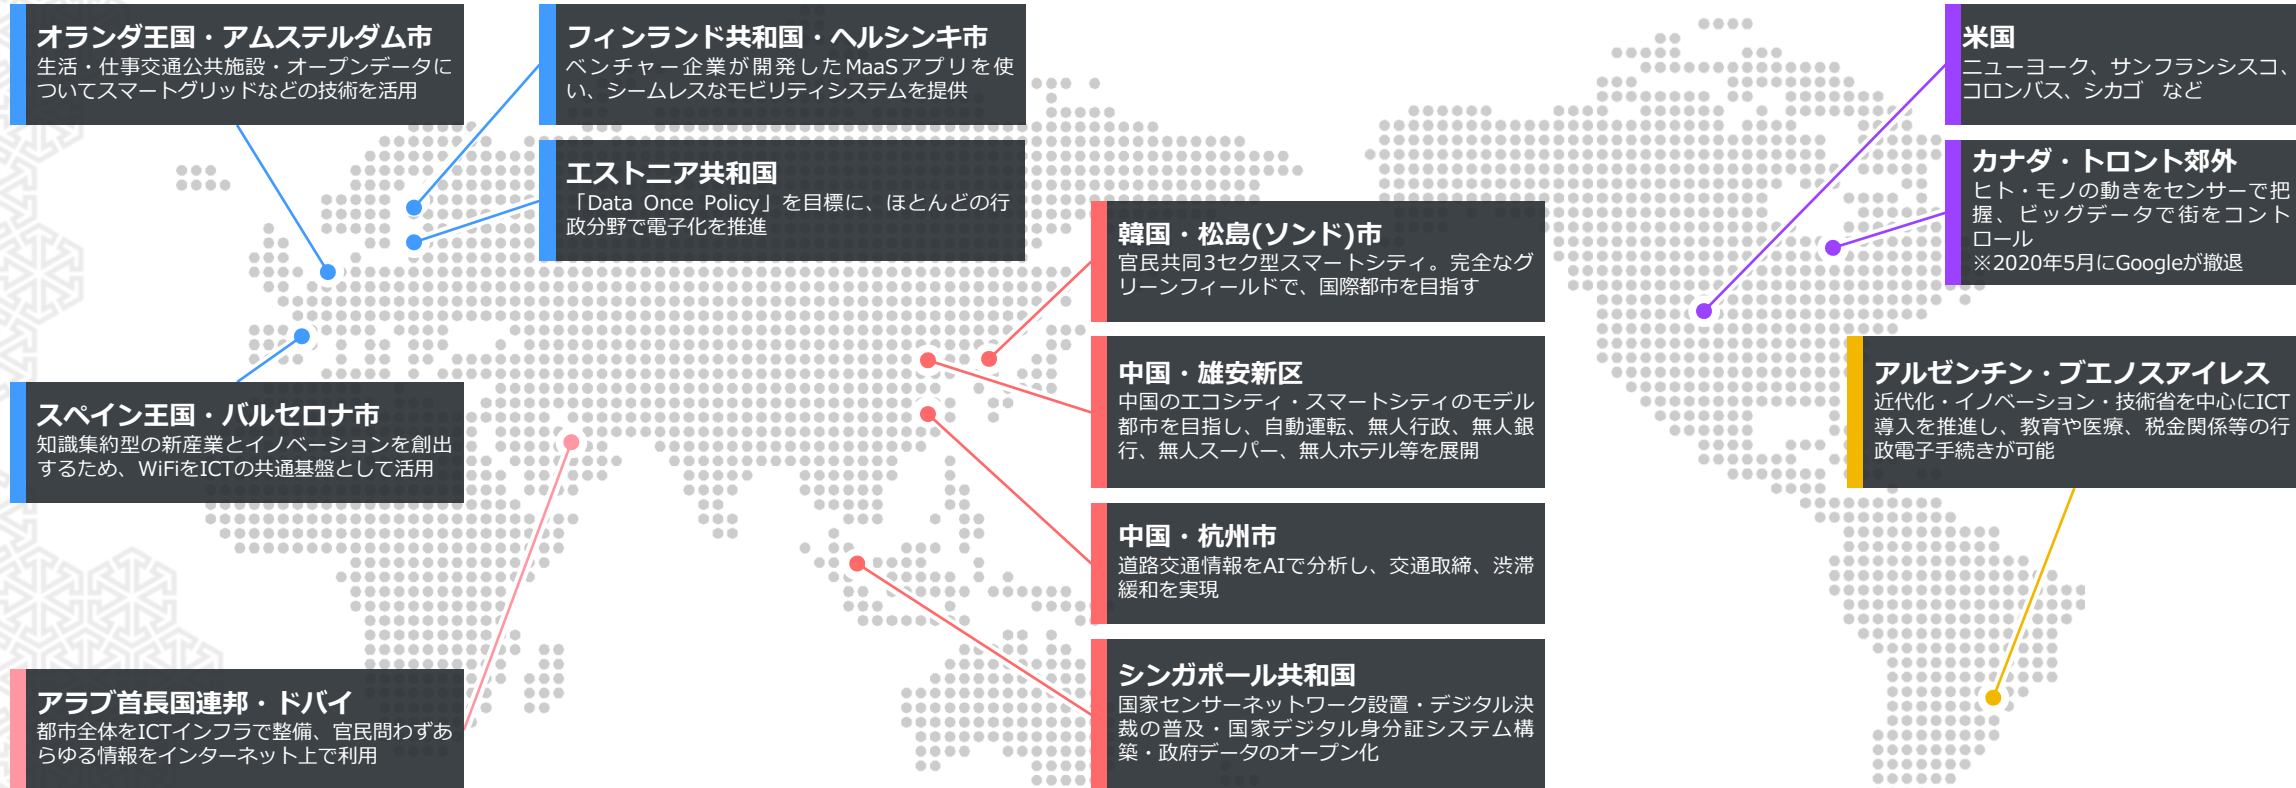 オランダ王国・アムステルダム市
生活・仕事交通公共施設・オープンデータに
ついてスマートグリッドなどの技術を活用
フィンランド共和国・ヘルシンキ市
ベンチャー企業が開発したMaaSアプリを使
い、シームレスなモビリティシステムを提供
エストニア共和国
「Data Once Policy」を目標に、ほとんどの行
政分野で電子化を推進
スペイン王国・バルセロナ市
知識集約型の新産業とイノベーションを創出
するため、WiFiをICTの共通基盤として活用
アラブ首長国連邦・ドバイ
都市全体をICTインフラで整備、官民問わずあ
らゆる情報をインターネット上で利用
韓国・松島(ソンド)市
官民共同3セク型スマートシティ。完全なグ
リーンフィールドで、国際都市を目指す
中国・雄安新区
中国のエコシティ・スマートシティのモデル
都市を目指し、自動運転、無人行政、無人銀
行、無人スーパー、無人ホテル等を展開
中国・杭州市
道路交通情報をAIで分析し、交通取締、渋滞
緩和を実現
シンガポール共和国
国家センサーネットワーク設置・デジタル決
裁の普及・国家デジタル身分証システム構
築・政府データのオープン化
米国
ニューヨーク、サンフランシスコ、
コロンバス、シカゴ　など
カナダ・トロント郊外
ヒト・モノの動きをセンサーで把
握、ビッグデータで街をコント
ロール
※2020年5月にGoogleが撤退
アルゼンチン・ブエノスアイレス
近代化・イノベーション・技術省を中心にICT
導入を推進し、教育や医療、税金関係等の行
政電子手続きが可能